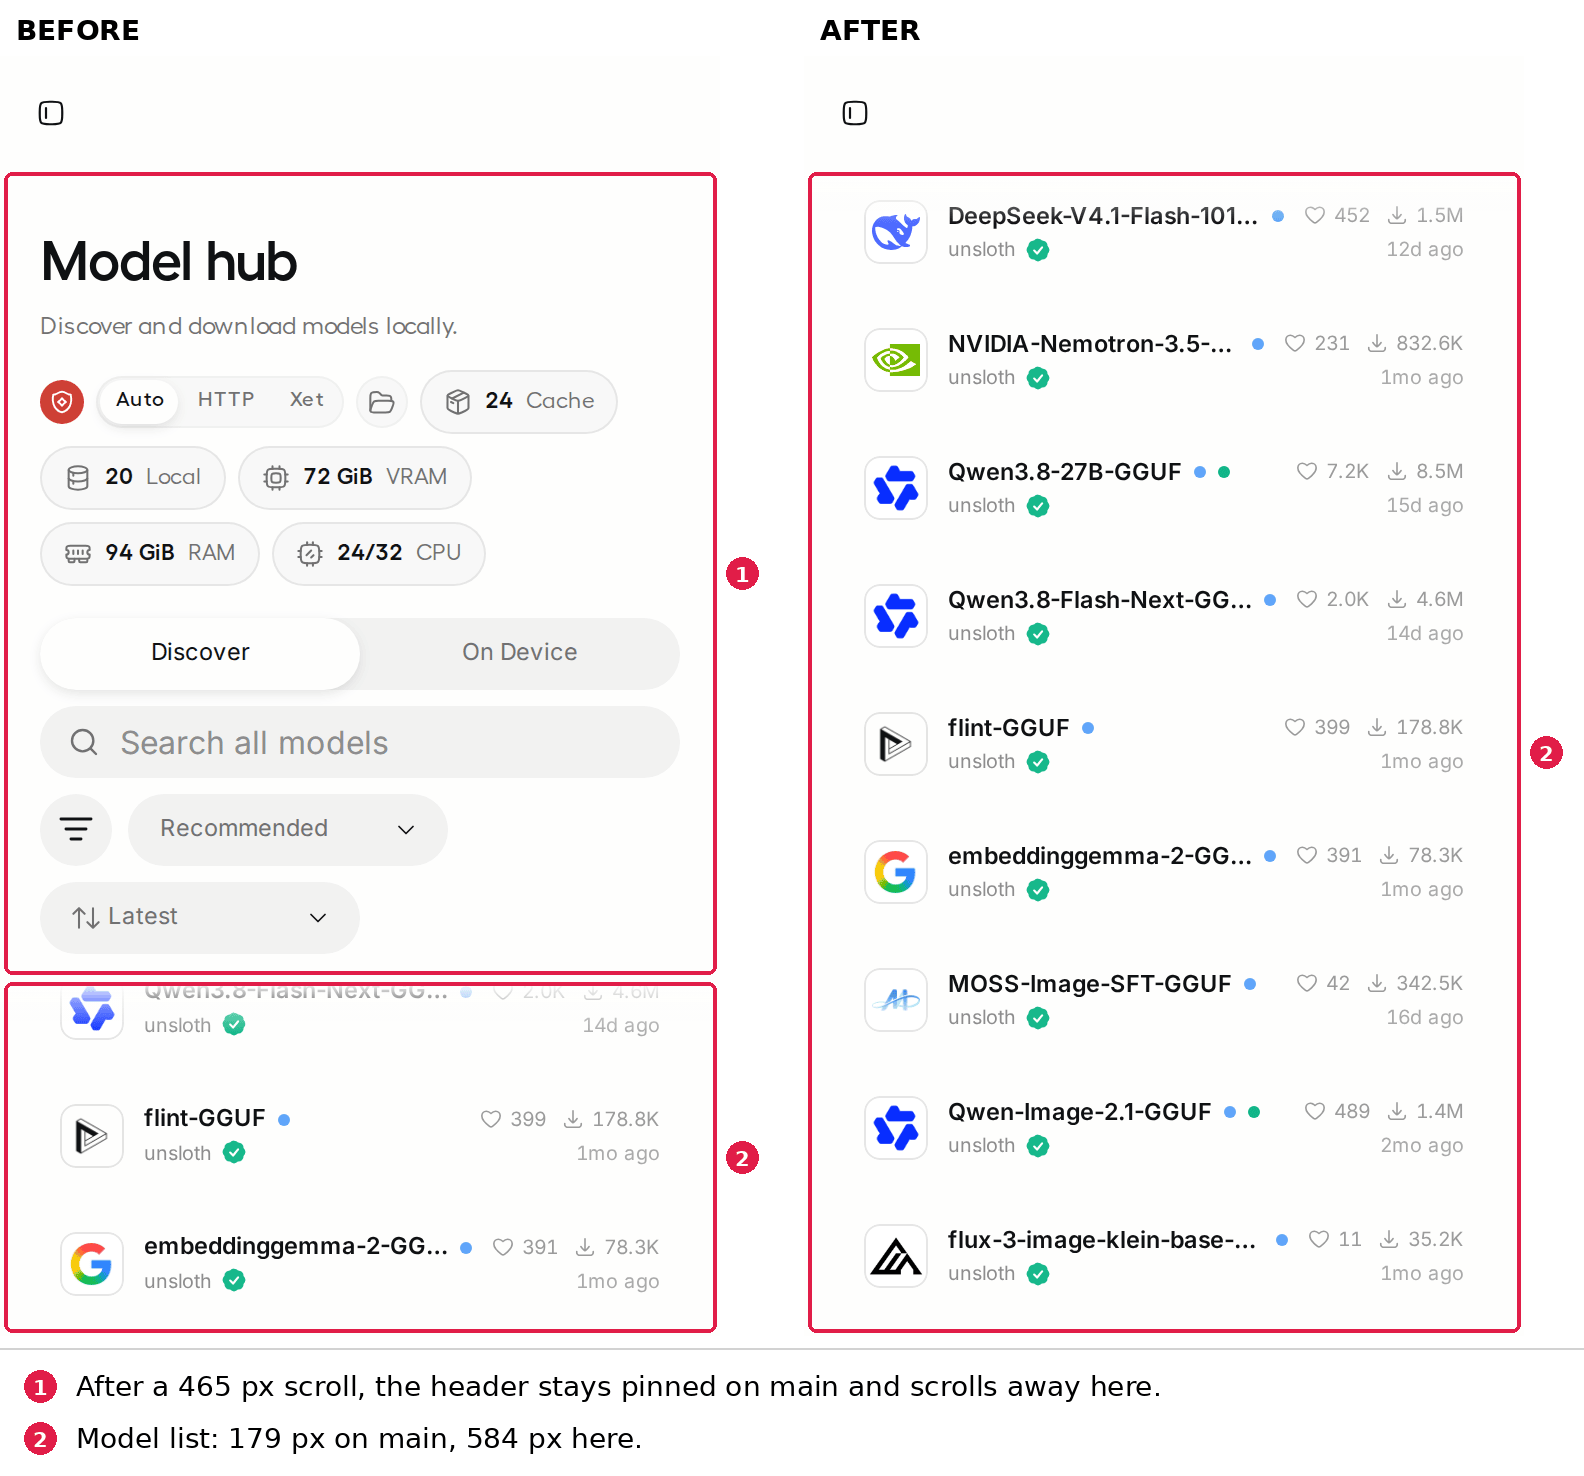 BEFORE
Model hub
Discover and download models locally.
Auto HTTP Xet 24 Cache
20 Local 72 GiB VRAM
94 GiB RAM 24/32 CPU
1
Discover On Device
Search all models
Recommended
Latest
Qwen3.8-Flash-Next-GG... 2.0K 4.6M
unsloth 14d ago
flint-GGUF 399 178.8K
unsloth 1mo ago
2
embeddinggemma-2-GG... 391 78.3K
unsloth 1mo ago
AFTER
DeepSeek-V4.1-Flash-101... 452 1.5M
unsloth 12d ago
NVIDIA-Nemotron-3.5-... 231 832.6K
unsloth 1mo ago
Qwen3.8-27B-GGUF 7.2K 8.5M
unsloth 15d ago
Qwen3.8-Flash-Next-GG... 2.0K 4.6M
unsloth 14d ago
flint-GGUF 399 178.8K
unsloth 1mo ago
2
embeddinggemma-2-GG... 391 78.3K
unsloth 1mo ago
MOSS-Image-SFT-GGUF 42 342.5K
unsloth 16d ago
Qwen-Image-2.1-GGUF 489 1.4M
unsloth 2mo ago
flux-3-image-klein-base-... 11 35.2K
unsloth 1mo ago
1 After a 465 px scroll, the header stays pinned on main and scrolls away here.
2 Model list: 179 px on main, 584 px here.